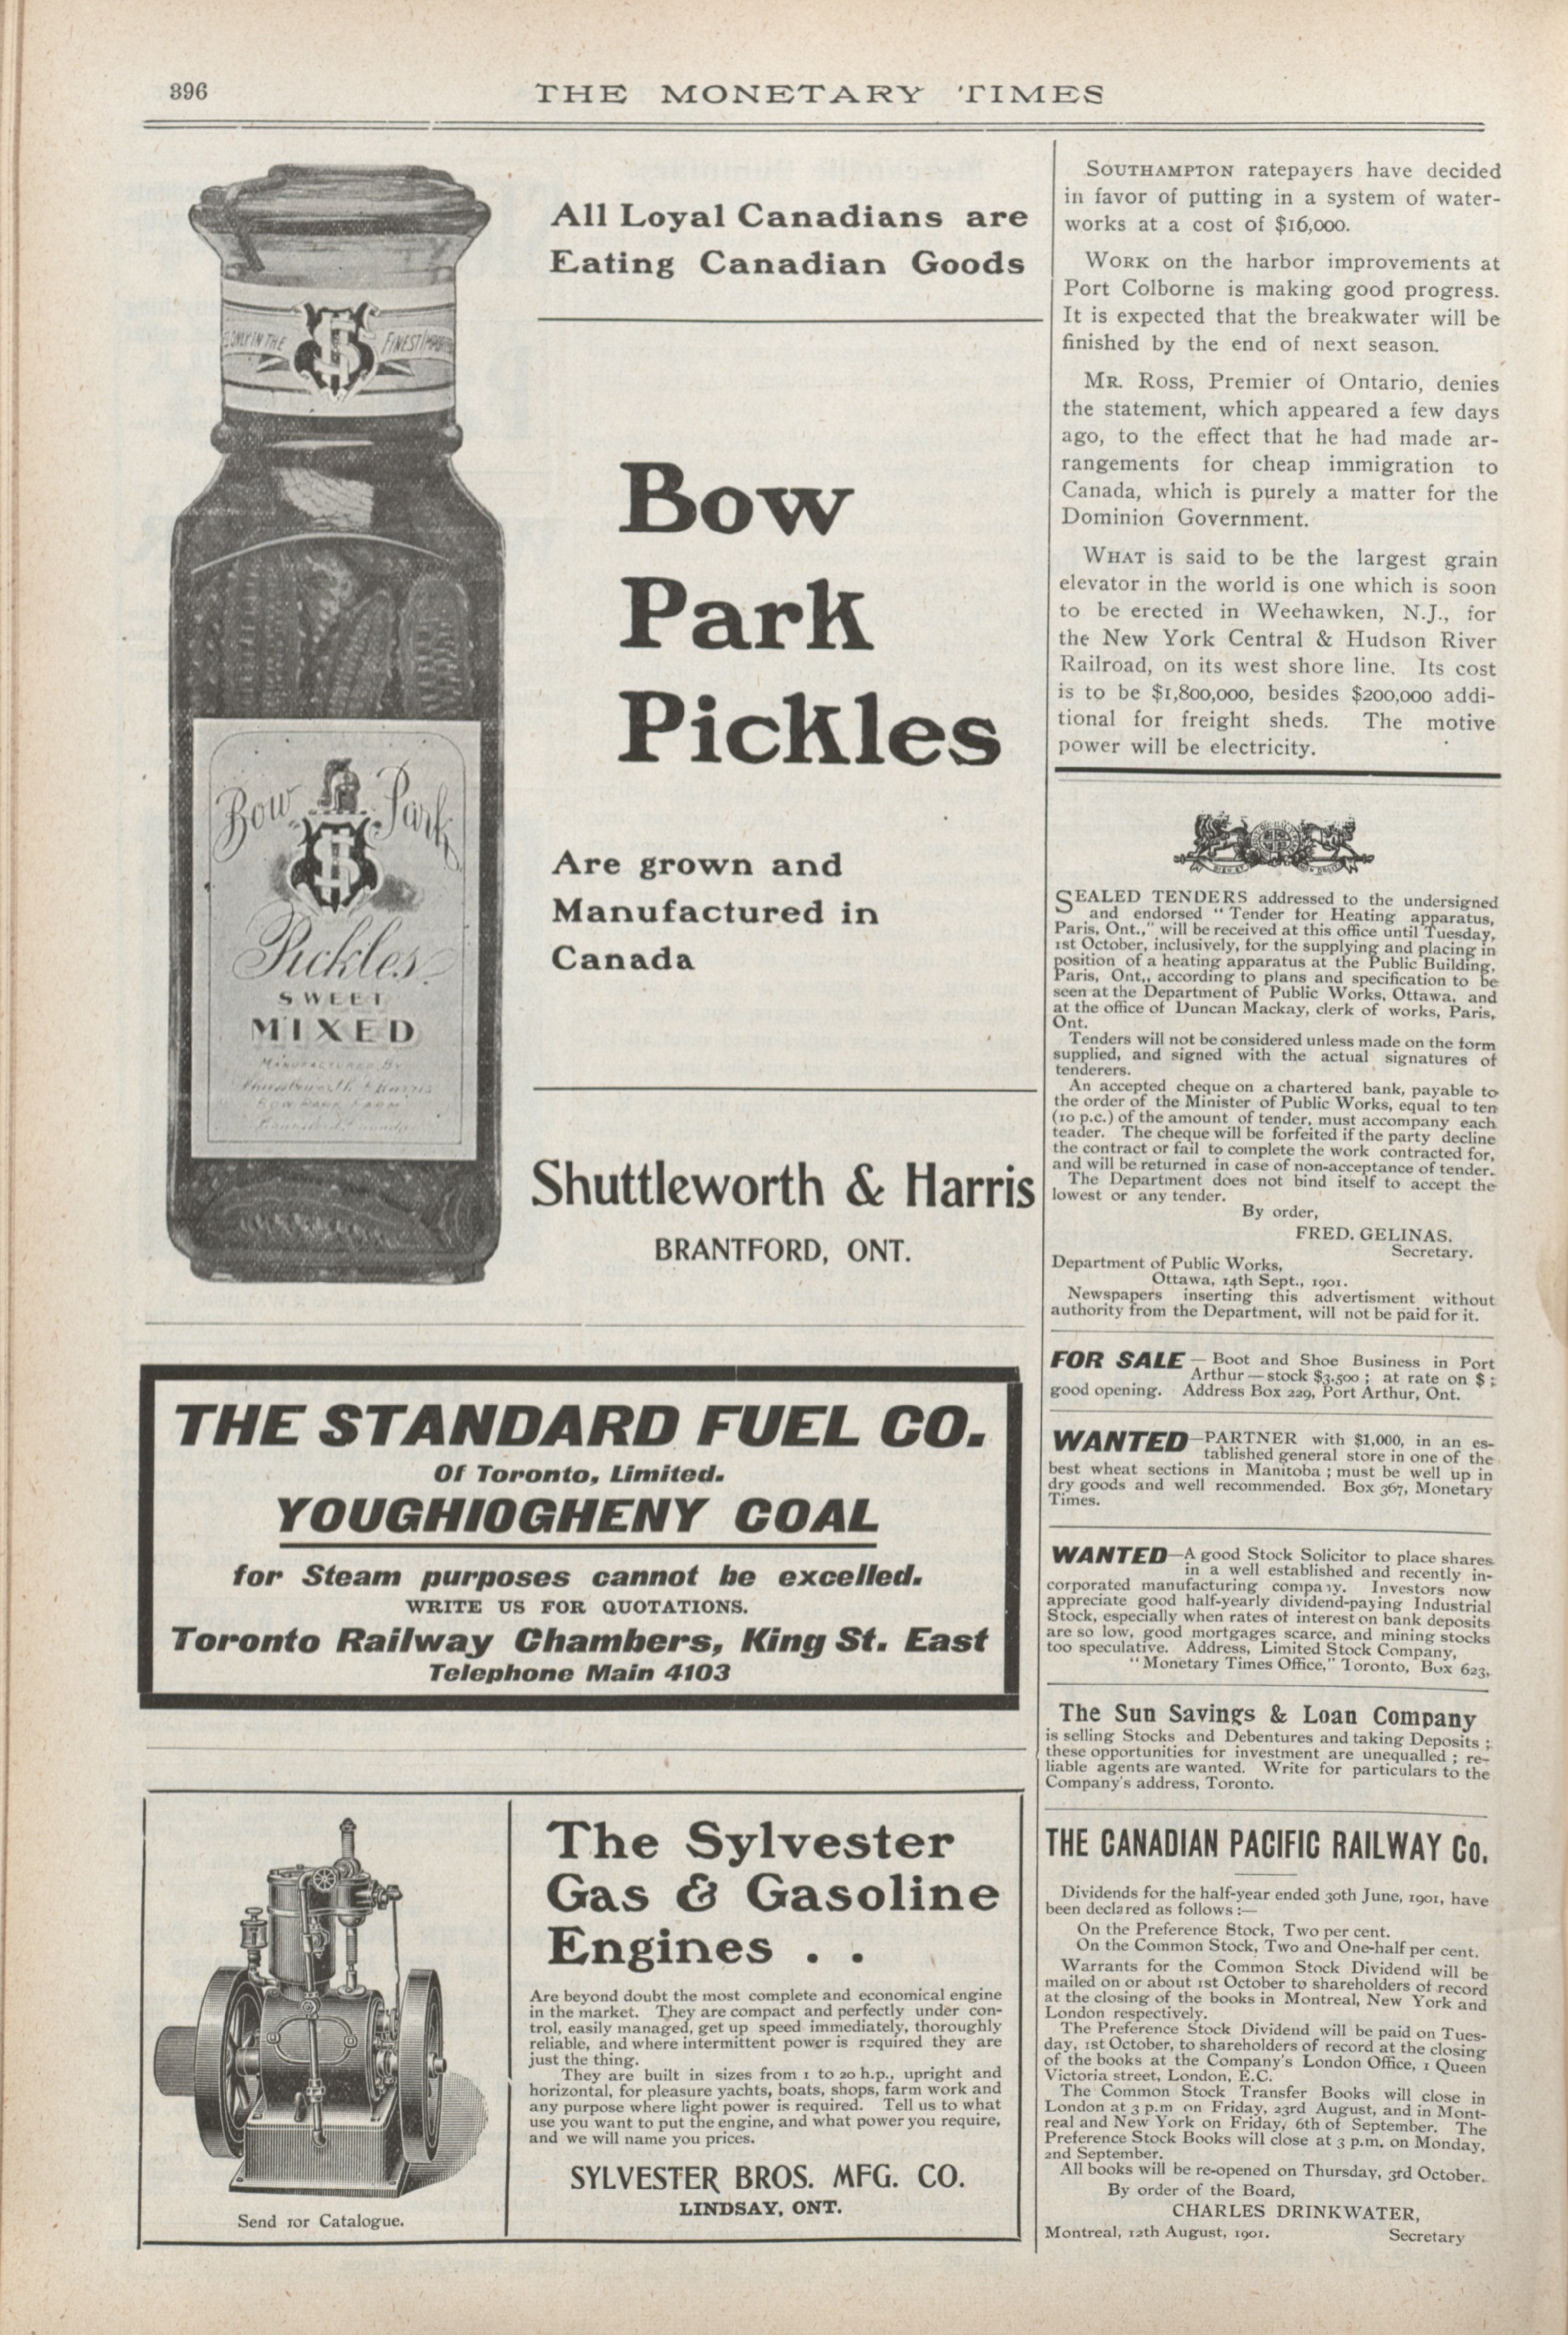 396
THE MONETARY TIMES
ONLY IN THE
FINEST
All Loyal Canadians are
Eating Canadian Goods
Bow
Park
Pickles
Bow Park
Pickles
SWEET
MIXED
MANUFACTURED BY
Shuttleworth & Harris
BOW PARK FARM
Brantford, Canada
Are grown and
Manufactured in
Canada
Shuttleworth & Harris
BRANTFORD, ONT.
THE STANDARD FUEL CO.
Of Toronto, Limited.
YOUGHIOGHENY COAL
for Steam purposes cannot be excelled.
WRITE US FOR QUOTATIONS.
Toronto Railway Chambers, King St. East
Telephone Main 4103
Send for Catalogue.
The Sylvester
Gas & Gasoline
Engines . .
Are beyond doubt the most complete and economical engine
in the market. They are compact and perfectly under con-
trol, easily managed, get up speed immediately, thoroughly
reliable, and where intermittent power is required they are
just the thing.
They are built in sizes from 1 to 20 h.p., upright and
horizontal, for pleasure yachts, boats, shops, farm work and
any purpose where light power is required. Tell us to what
use you want to put the engine, and what power you require,
and we will name you prices.
SYLVESTER BROS. MFG. CO.
LINDSAY, ONT.
SOUTHAMPTON ratepayers have decided
in favor of putting in a system of water-
works at a cost of $16,000.
WORK on the harbor improvements at
Port Colborne is making good progress.
It is expected that the breakwater will be
finished by the end of next season.
MR. Ross, Premier of Ontario, denies
the statement, which appeared a few days
ago, to the effect that he had made ar-
rangements for cheap immigration to
Canada, which is purely a matter for the
Dominion Government.
WHAT is said to be the largest grain
elevator in the world is one which is soon
to be erected in Weehawken, N.J., for
the New York Central & Hudson River
Railroad, on its west shore line. Its cost
is to be $1,800,000, besides $200,000 addi-
tional for freight sheds. The motive
power will be electricity.
SEALED TENDERS addressed to the undersigned
and endorsed "Tender for Heating apparatus,
Paris, Ont.," will be received at this office until Tuesday,
1st October, inclusively, for the supplying and placing in
position of a heating apparatus at the Public Building,
Paris, Ont., according to plans and specification to be
seen at the Department of Public Works, Ottawa, and
at the office of Duncan Mackay, clerk of works, Paris,
Ont.
Tenders will not be considered unless made on the form
supplied, and signed with the actual signatures of
tenderers.
An accepted cheque on a chartered bank, payable to
the order of the Minister of Public Works, equal to ten
(10 p.c.) of the amount of tender, must accompany each
teader. The cheque will be forfeited if the party decline
the contract or fail to complete the work contracted for,
and will be returned in case of non-acceptance of tender.
The Department does not bind itself to accept the
lowest or any tender.
By order,
FRED. GELINAS.
Secretary.
Department of Public Works,
Ottawa, 14th Sept., 1901.
Newspapers inserting this advertisment without
authority from the Department, will not be paid for it.
FOR SALE — Boot and Shoe Business in Port
Arthur — stock $3,500 ; at rate on $ ;
good opening. Address Box 229, Port Arthur, Ont.
WANTED—PARTNER with $1,000, in an es-
tablished general store in one of the
best wheat sections in Manitoba ; must be well up in
dry goods and well recommended. Box 367, Monetary
Times.
WANTED—A good Stock Solicitor to place shares
in a well established and recently in-
corporated manufacturing company. Investors now
appreciate good half-yearly dividend-paying Industrial
Stock, especially when rates of interest on bank deposits
are so low, good mortgages scarce, and mining stocks
too speculative. Address, Limited Stock Company,
"Monetary Times Office," Toronto, Box 623,
The Sun Savings & Loan Company
is selling Stocks and Debentures and taking Deposits ;
these opportunities for investment are unequalled ; re-
liable agents are wanted. Write for particulars to the
Company's address, Toronto.
THE CANADIAN PACIFIC RAILWAY Co.
Dividends for the half-year ended 30th June, 1901, have
been declared as follows :—
On the Preference Stock, Two per cent.
On the Common Stock, Two and One-half per cent.
Warrants for the Common Stock Dividend will be
mailed on or about 1st October to shareholders of record
at the closing of the books in Montreal, New York and
London respectively.
The Preference Stock Dividend will be paid on Tues-
day, 1st October, to shareholders of record at the closing
of the books at the Company's London Office, 1 Queen
Victoria street, London, E.C.
The Common Stock Transfer Books will close in
London at 3 p.m on Friday, 23rd August, and in Mont-
real and New York on Friday, 6th of September. The
Preference Stock Books will close at 3 p.m. on Monday,
2nd September.
All books will be re-opened on Thursday, 3rd October.
By order of the Board,
CHARLES DRINKWATER,
Montreal, 12th August, 1901. Secretary